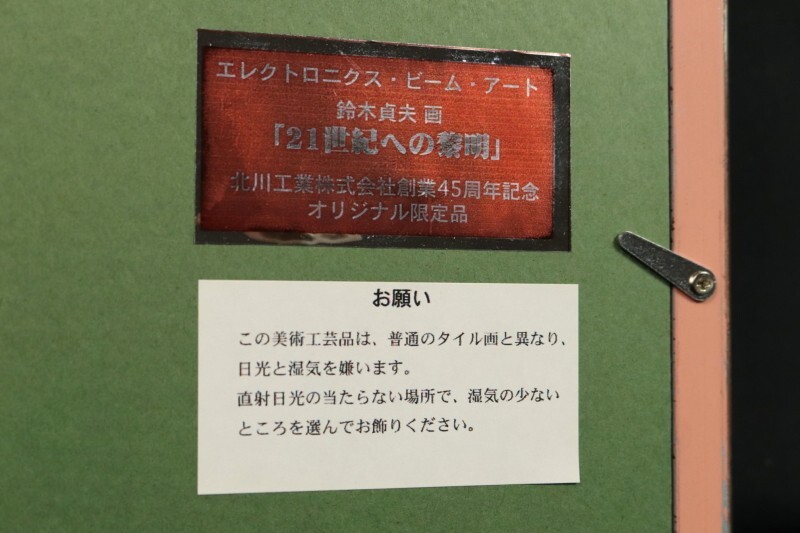 エレクトロニクス・ビーム・アート
鈴木貞夫 画
「21世紀への黎明」
北川工業株式会社創業45周年記念
オリジナル限定品
お願い
この美術工芸品は、普通のタイル画と異なり、
日光と湿気を嫌います。
直射日光の当たらない場所で、湿気の少ない
ところを選んでお飾りください。